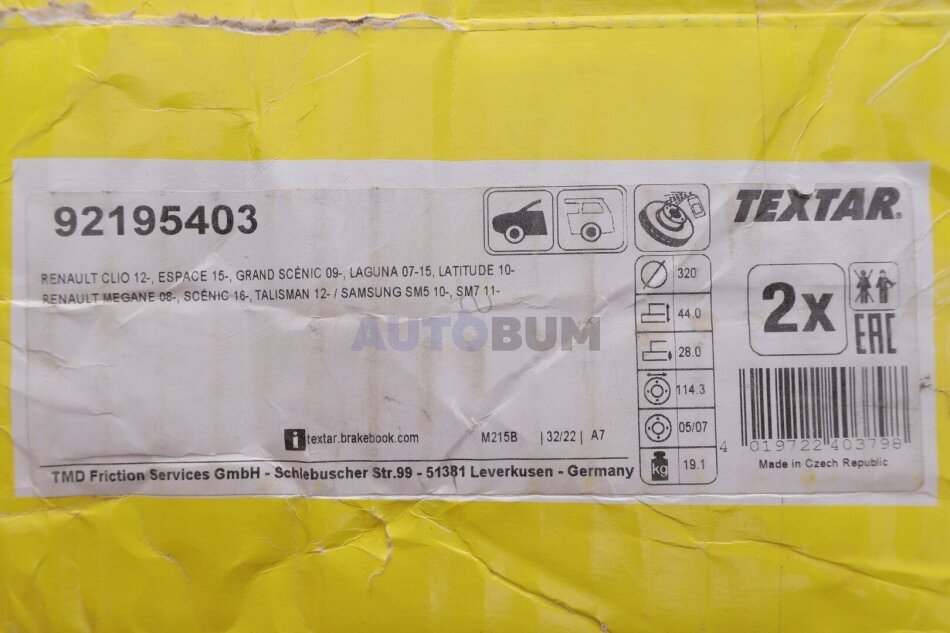 92195403
TEXTAR®
RENAULT CLIO 12-, ESPACE 15-, GRAND SCÉNIC 09-, LAGUNA 07-15, LATITUDE 10-
RENAULT MEGANE 08-, SCÉNIC 16-, TALISMAN 12- / SAMSUNG SM5 10-, SM7 11-
AUTOBUM
320
44.0
28.0
114.3
05/07
kg 19.1
2x
EAC
i textar.brakebook.com M215B | 32/22 | A7
TMD Friction Services GmbH - Schlebuscher Str.99 - 51381 Leverkusen - Germany
4 019722 403798
Made in Czech Republic